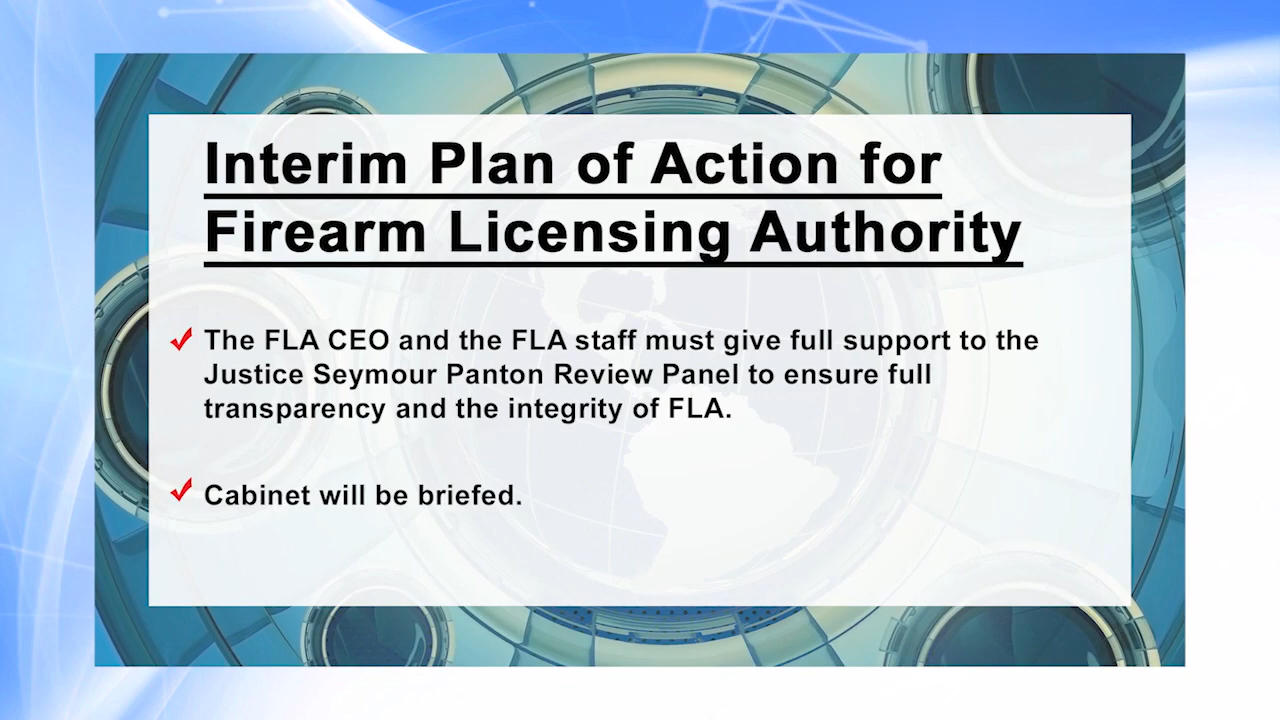 Interim Plan of Action for
Firearm Licensing Authority
The FLA CEO and the FLA staff must give full support to the
Justice Seymour Panton Review Panel to ensure full
transparency and the integrity of FLA.
Cabinet will be briefed.